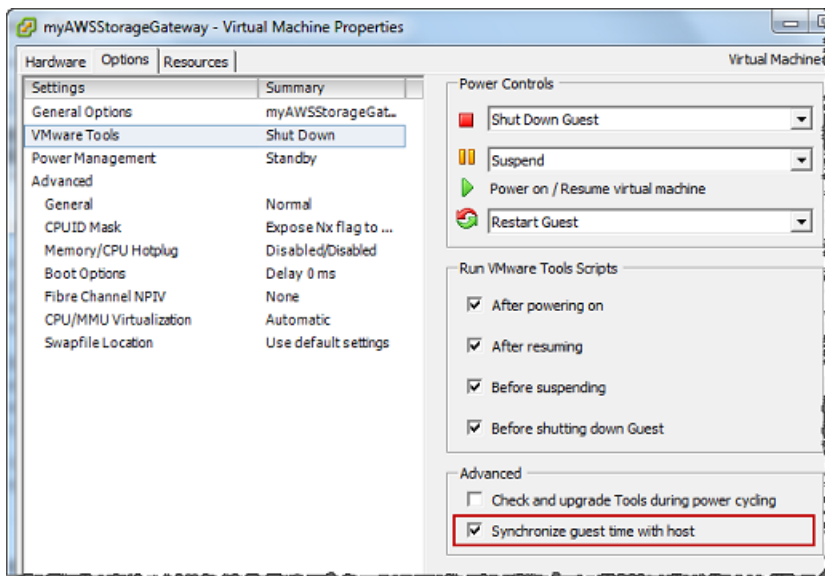 myAWSStorageGateway - Virtual Machine Properties
Hardware Options Resources Virtual Machine
Settings Summary
General Options myAWSStorageGat...
VMware Tools Shut Down
Power Management Standby
Advanced
General Normal
CPUID Mask Expose Nx flag to ...
Memory/CPU Hotplug Disabled/Disabled
Boot Options Delay 0 ms
Fibre Channel NPIV None
CPU/MMU Virtualization Automatic
Swapfile Location Use default settings
Power Controls
Shut Down Guest
Suspend
Power on / Resume virtual machine
Restart Guest
Run VMware Tools Scripts
After powering on
After resuming
Before suspending
Before shutting down Guest
Advanced
Check and upgrade Tools during power cycling
Synchronize guest time with host